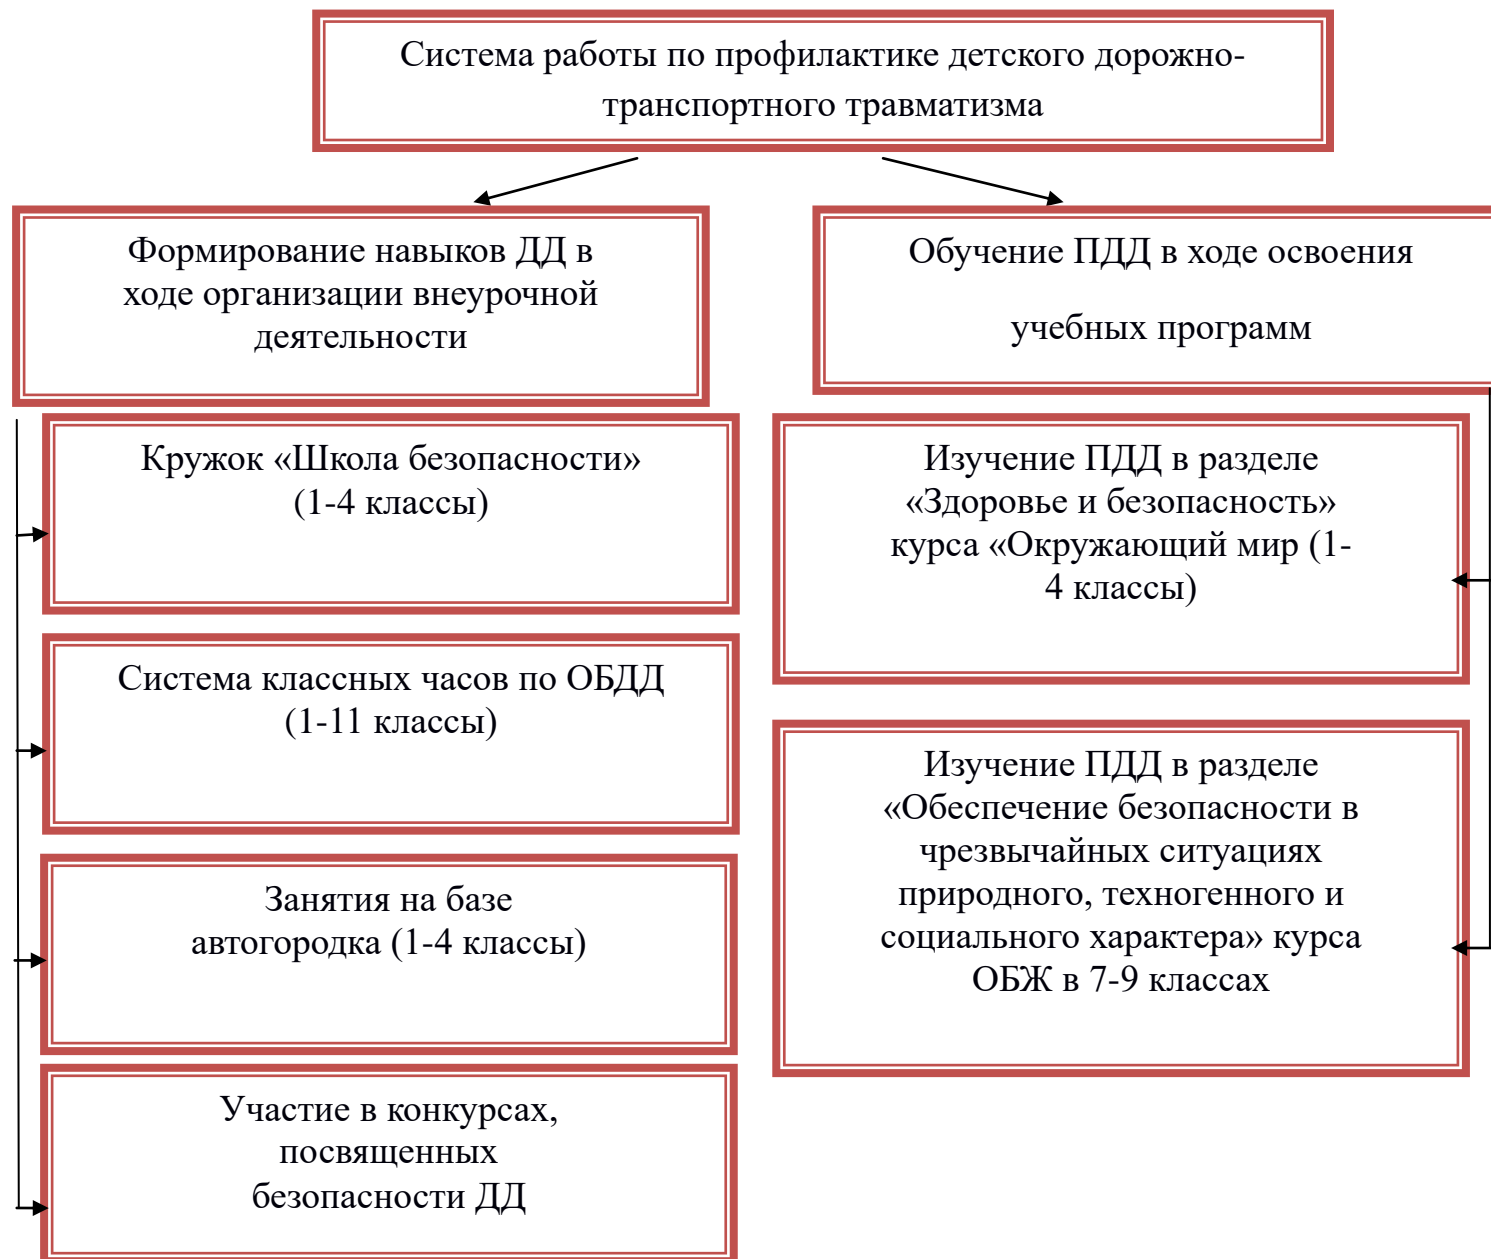 Система работы по профилактике детского дорожно-
транспортного травматизма
Формирование навыков ДД в
ходе организации внеурочной
деятельности
Обучение ПДД в ходе освоения
учебных программ
Кружок «Школа безопасности»
(1-4 классы)
Система классных часов по ОБДД
(1-11 классы)
Занятия на базе
автогородка (1-4 классы)
Участие в конкурсах,
посвященных
безопасности ДД
Изучение ПДД в разделе
«Здоровье и безопасность»
курса «Окружающий мир (1-
4 классы)
Изучение ПДД в разделе
«Обеспечение безопасности в
чрезвычайных ситуациях
природного, техногенного и
социального характера» курса
ОБЖ в 7-9 классах